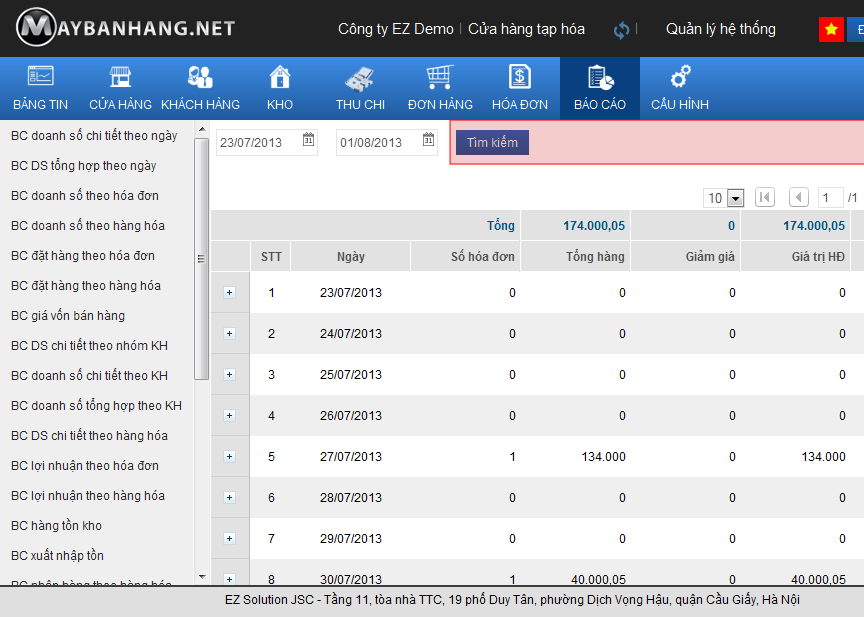 MAYBANHANG.NET
Công ty EZ Demo | Cửa hàng tạp hóa | Quản lý hệ thống
BẢNG TIN CỬA HÀNG KHÁCH HÀNG KHO THU CHI ĐƠN HÀNG HÓA ĐƠN BÁO CÁO CẤU HÌNH
BC doanh số chi tiết theo ngày
BC DS tổng hợp theo ngày
BC doanh số theo hóa đơn
BC doanh số theo hàng hóa
BC đặt hàng theo hóa đơn
BC đặt hàng theo hàng hóa
BC giá vốn bán hàng
BC DS chi tiết theo nhóm KH
BC doanh số chi tiết theo KH
BC doanh số tổng hợp theo KH
BC DS chi tiết theo hàng hóa
BC lợi nhuận theo hóa đơn
BC lợi nhuận theo hàng hóa
BC hàng tồn kho
BC xuất nhập tồn
23/07/2013 01/08/2013 Tìm kiếm
10 1 /1
Tổng 174.000,05 0 174.000,05
STT Ngày Số hóa đơn Tổng hàng Giảm giá Giá trị HĐ
1 23/07/2013 0 0 0 0
2 24/07/2013 0 0 0 0
3 25/07/2013 0 0 0 0
4 26/07/2013 0 0 0 0
5 27/07/2013 1 134.000 0 134.000
6 28/07/2013 0 0 0 0
7 29/07/2013 0 0 0 0
8 30/07/2013 1 40.000,05 0 40.000,05
EZ Solution JSC - Tầng 11, tòa nhà TTC, 19 phố Duy Tân, phường Dịch Vọng Hậu, quận Cầu Giấy, Hà Nội